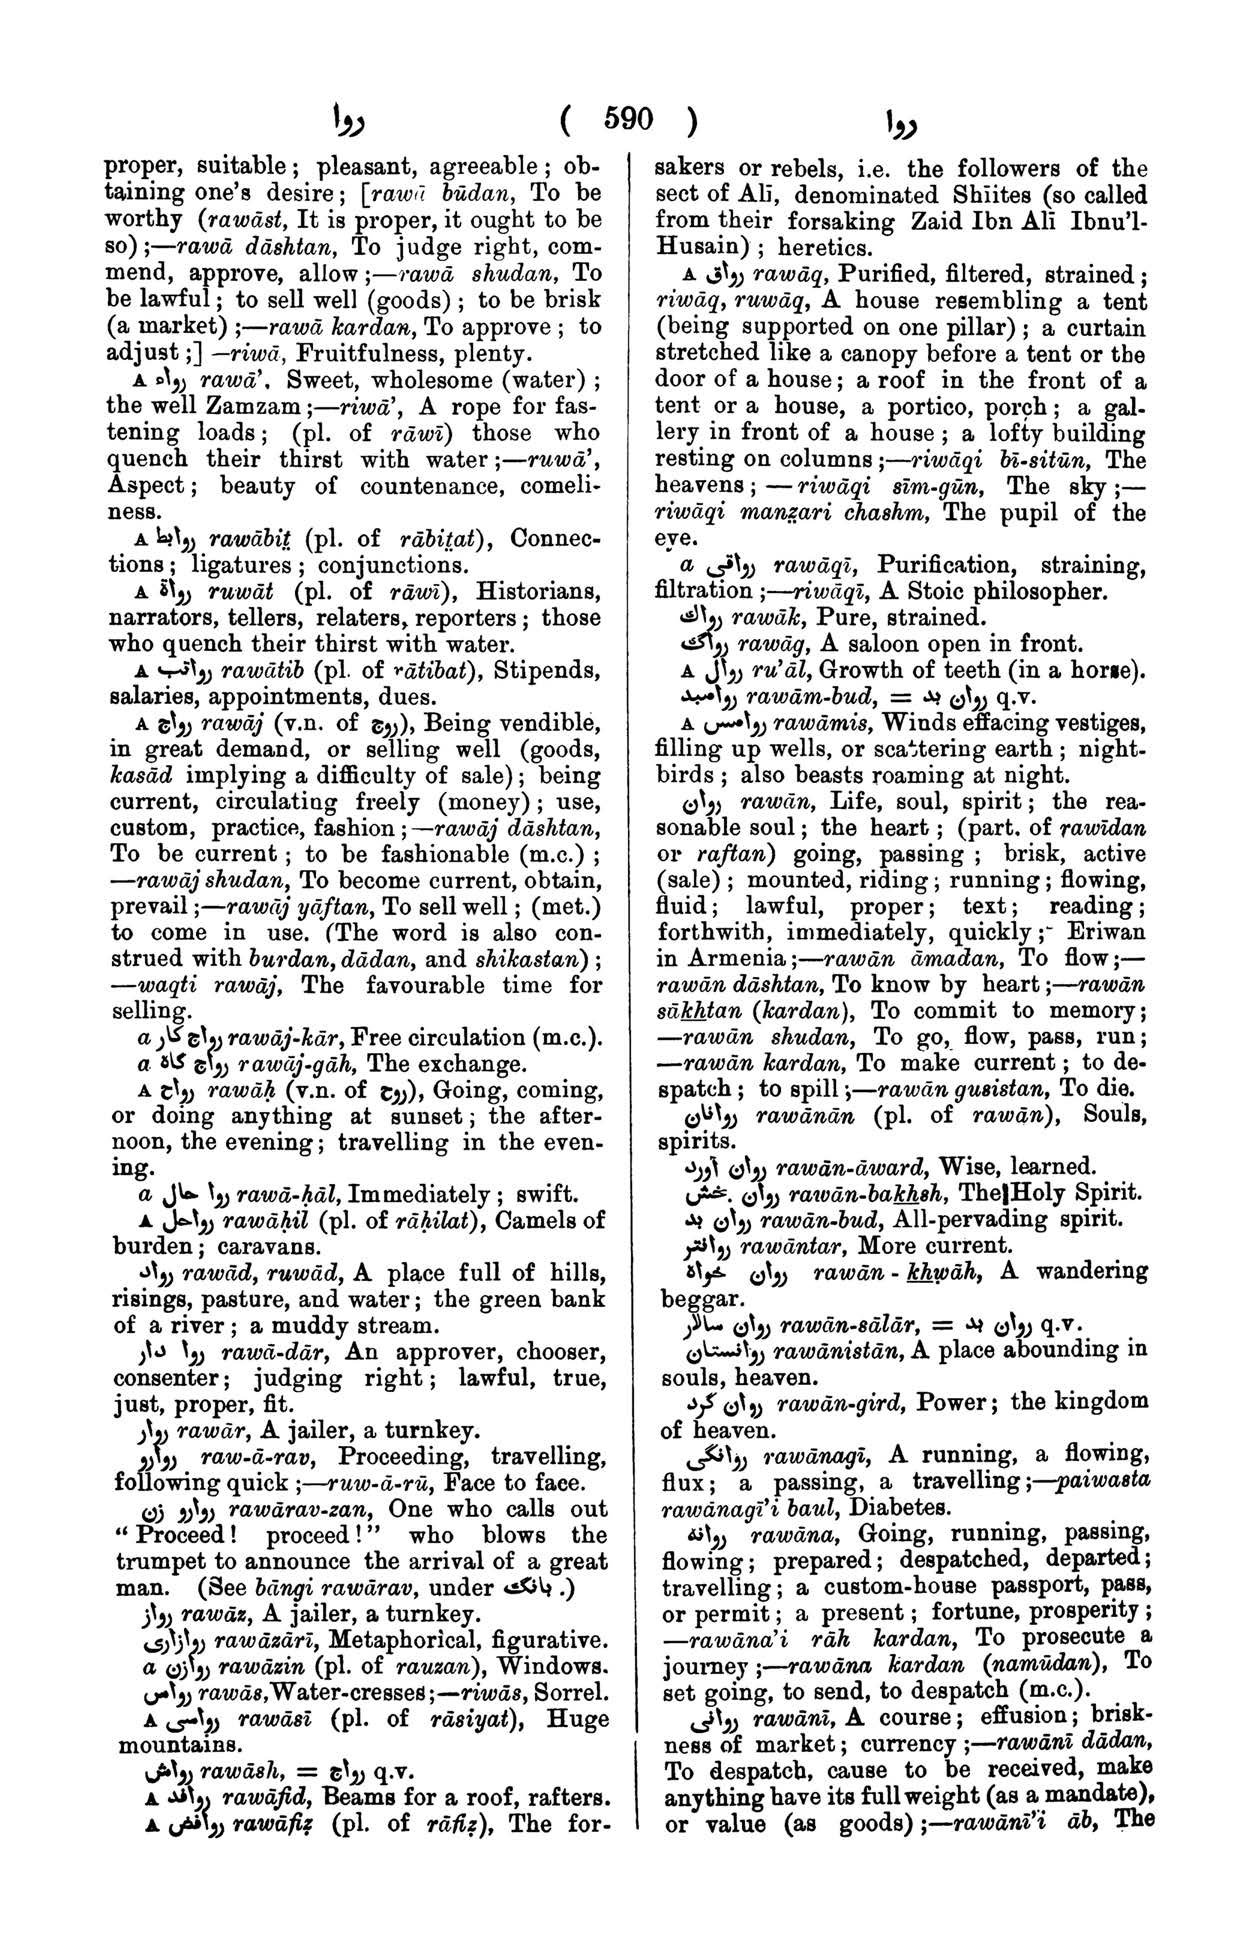 روا ( 590 ) روا
proper, suitable; pleasant, agreeable; ob-
taining one's desire; [rawā būdan, To be
worthy (rawāst, It is proper, it ought to be
so);—rawā dāshtan, To judge right, com-
mend, approve, allow;—rawā shudan, To
be lawful; to sell well (goods); to be brisk
(a market);—rawā kardan, To approve; to
adjust;] —riwā, Fruitfulness, plenty.
A رواء rawā', Sweet, wholesome (water);
the well Zamzam;—riwā', A rope for fas-
tening loads; (pl. of rāwī) those who
quench their thirst with water;—ruwā',
Aspect; beauty of countenance, comeli-
ness.
A روابط rawābit̤ (pl. of rābit̤at), Connec-
tions; ligatures; conjunctions.
A رواة ruwāt (pl. of rāwī), Historians,
narrators, tellers, relaters, reporters; those
who quench their thirst with water.
A رواتب rawātib (pl. of rātibat), Stipends,
salaries, appointments, dues.
A رواج rawāj (v.n. of روج), Being vendible,
in great demand, or selling well (goods,
kasād implying a difficulty of sale); being
current, circulating freely (money); use,
custom, practice, fashion;—rawāj dāshtan,
To be current; to be fashionable (m.c.);
—rawāj shudan, To become current, obtain,
prevail;—rawāj yāftan, To sell well; (met.)
to come in use. (The word is also con-
strued with burdan, dādan, and shikastan);
—waqti rawāj, The favourable time for
selling.
a رواج کار rawāj-kār, Free circulation (m.c.).
a رواج گاه rawāj-gāh, The exchange.
A رواح rawāḥ (v.n. of روح), Going, coming,
or doing anything at sunset; the after-
noon, the evening; travelling in the even-
ing.
a روا حال rawā-ḥāl, Immediately; swift.
A رواحل rawāḥil (pl. of rāḥilat), Camels of
burden; caravans.
رواد rawād, ruwād, A place full of hills,
risings, pasture, and water; the green bank
of a river; a muddy stream.
روا دار rawā-dār, An approver, chooser,
consenter; judging right; lawful, true,
just, proper, fit.
روار rawār, A jailer, a turnkey.
روارو raw-ā-rav, Proceeding, travelling,
following quick;—ruw-ā-rū, Face to face.
روارو زن rawārav-zan, One who calls out
“Proceed! proceed!” who blows the
trumpet to announce the arrival of a great
man. (See bāngi rawārav, under بانگ.)
رواز rawāz, A jailer, a turnkey.
روازاری rawāzārī, Metaphorical, figurative.
a روازن rawāzin (pl. of rauzan), Windows.
رواس rawās, Water-cresses;—riwās, Sorrel.
A رواسی rawāsī (pl. of rāsiyat), Huge
mountains.
رواش rawāsh, = رواج q.v.
A روافد rawāfid, Beams for a roof, rafters.
A روافض rawāfiẓ (pl. of rāfiẓ), The for-
sakers or rebels, i.e. the followers of the
sect of Alī, denominated Shīites (so called
from their forsaking Zaid Ibn Alī Ibnu'l-
Husain); heretics.
A رواق rawāq, Purified, filtered, strained;
riwāq, ruwāq, A house resembling a tent
(being supported on one pillar); a curtain
stretched like a canopy before a tent or the
door of a house; a roof in the front of a
tent or a house, a portico, porch; a gal-
lery in front of a house; a lofty building
resting on columns;—riwāqi bī-sitūn, The
heavens;—riwāqi sīm-gūn, The sky;—
riwāqi manz̤ari chashm, The pupil of the
eye.
a رواقی rawāqī, Purification, straining,
filtration;—riwāqī, A Stoic philosopher.
رواك rawāk, Pure, strained.
رواگ rawāg, A saloon open in front.
A روال ru'āl, Growth of teeth (in a horse).
روامبد rawām-bud, = روان بد q.v.
A روامس rawāmis, Winds effacing vestiges,
filling up wells, or scattering earth; night-
birds; also beasts roaming at night.
روان rawān, Life, soul, spirit; the rea-
sonable soul; the heart; (part. of rawīdan
or raftan) going, passing; brisk, active
(sale); mounted, riding; running; flowing,
fluid; lawful, proper; text; reading;
forthwith, immediately, quickly;- Eriwan
in Armenia;—rawān āmadan, To flow;—
rawān dāshtan, To know by heart;—rawān
sākhtan (kardan), To commit to memory;
—rawān shudan, To go, flow, pass, run;
—rawān kardan, To make current; to de-
spatch; to spill;—rawān gusistan, To die.
روانان rawānān (pl. of rawān), Souls,
spirits.
روان آورد rawān-āward, Wise, learned.
روان بخش rawān-bakhsh, The Holy Spirit.
روان بد rawān-bud, All-pervading spirit.
روانتر rawāntar, More current.
روان خواه rawān-khẉāh, A wandering
beggar.
روان سالار rawān-sālār, = روان بد q.v.
روانستان rawānistān, A place abounding in
souls, heaven.
روان گرد rawān-gird, Power; the kingdom
of heaven.
روانگی rawānagī, A running, a flowing,
flux; a passing, a travelling;—paiwasta
rawānagī'i baul, Diabetes.
روانه rawāna, Going, running, passing,
flowing; prepared; despatched, departed;
travelling; a custom-house passport, pass,
or permit; a present; fortune, prosperity;
—rawāna'i rāh kardan, To prosecute a
journey;—rawāna kardan (namūdan), To
set going, to send, to despatch (m.c.).
روانی rawānī, A course; effusion; brisk-
ness of market; currency;—rawānī dādan,
To despatch, cause to be received, make
anything have its full weight (as a mandate),
or value (as goods);—rawānī'i āb, The